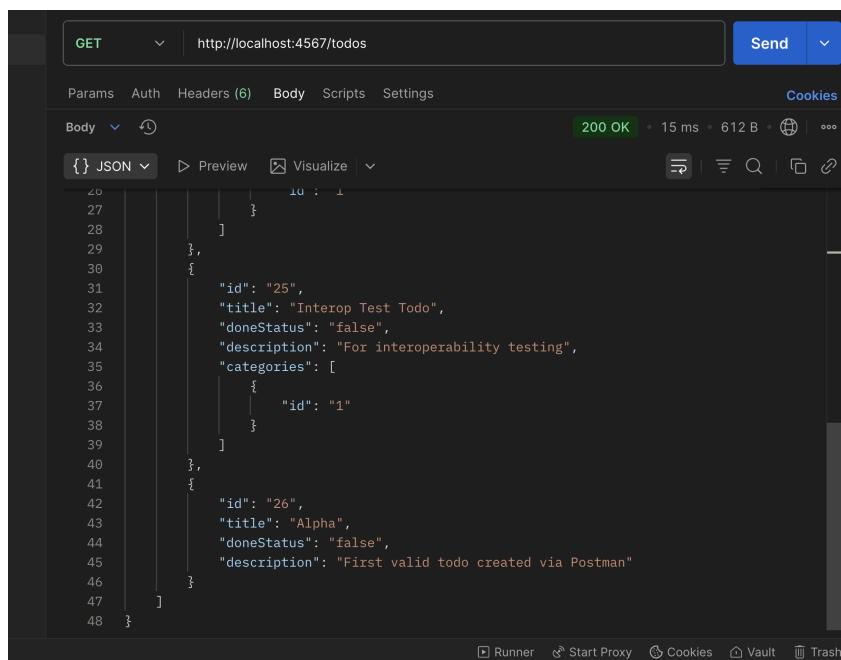 GET http://localhost:4567/todos Send
Params Auth Headers (6) Body Scripts Settings Cookies
Body 200 OK • 15 ms • 612 B
{} JSON Preview Visualize
26 "id": "1"
27 }
28 ]
29 },
30 {
31 "id": "25",
32 "title": "Interop Test Todo",
33 "doneStatus": "false",
34 "description": "For interoperability testing",
35 "categories": [
36 {
37 "id": "1"
38 }
39 ]
40 },
41 {
42 "id": "26",
43 "title": "Alpha",
44 "doneStatus": "false",
45 "description": "First valid todo created via Postman"
46 }
47 ]
48 }
Runner Start Proxy Cookies Vault Trash